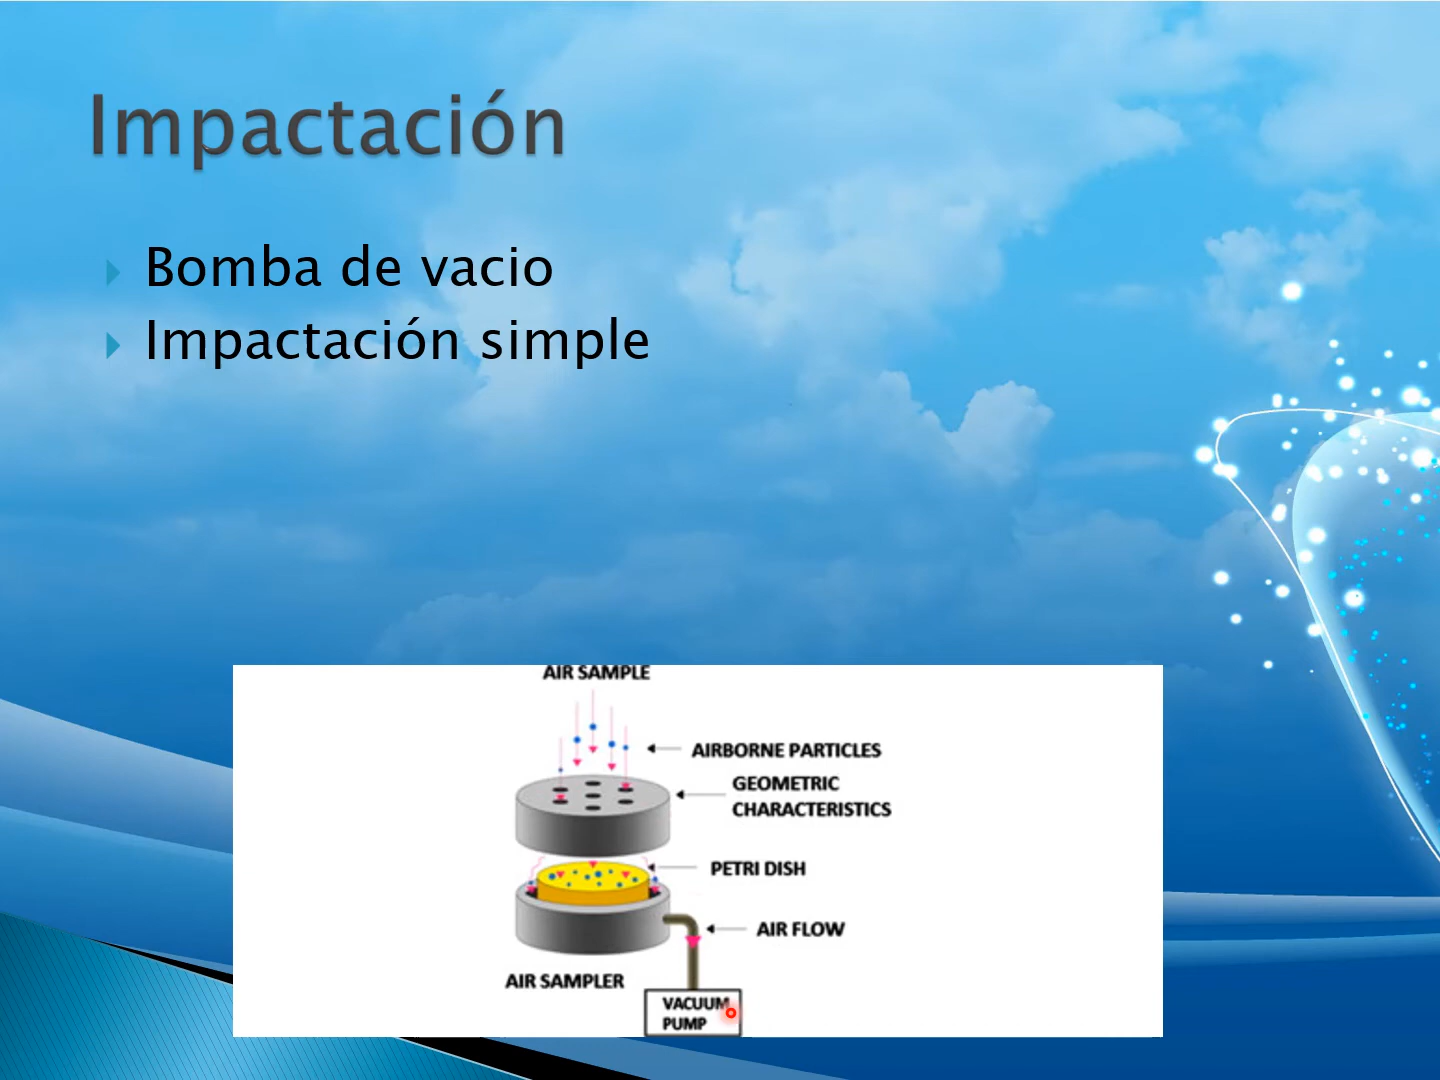 Impactación
Bomba de vacio
Impactación simple
AIR SAMPLE
AIRBORNE PARTICLES
GEOMETRIC
CHARACTERISTICS
PETRI DISH
AIR FLOW
AIR SAMPLER
VACUUM
PUMP